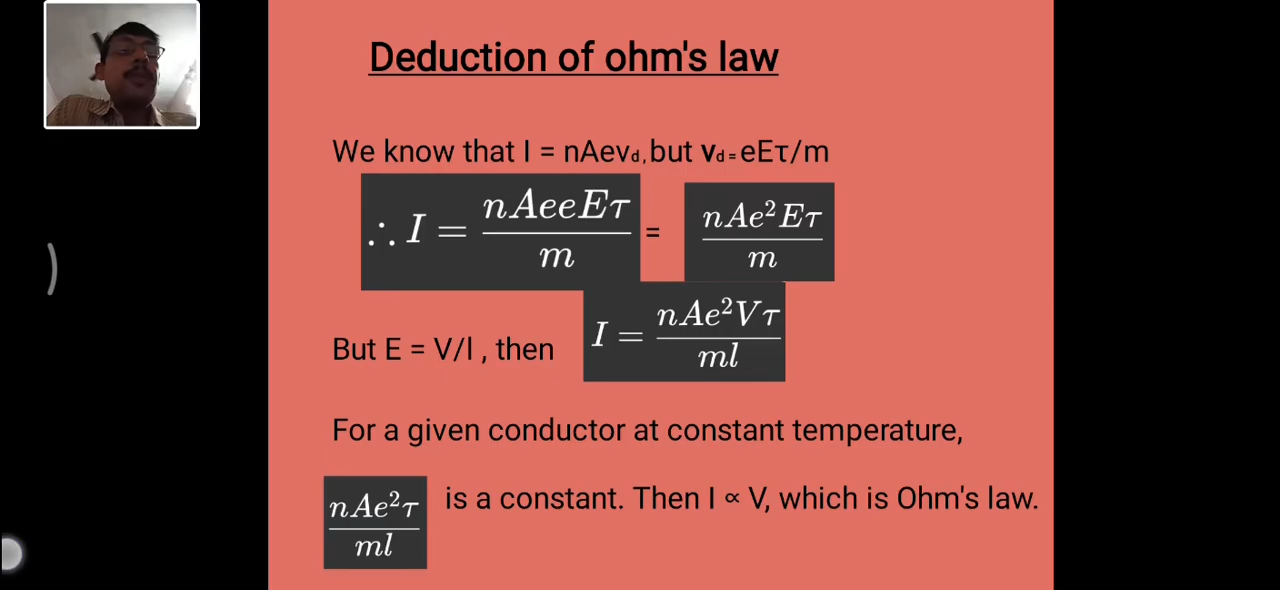 Deduction of ohm's law
We know that I = nAevd, but vd = eEτ/m
∴ I = nAeeEτ/m = nAe²Eτ/m
But E = V/l , then I = nAe²Vτ/ml
For a given conductor at constant temperature,
nAe²τ/ml is a constant. Then I ∝ V, which is Ohm's law.